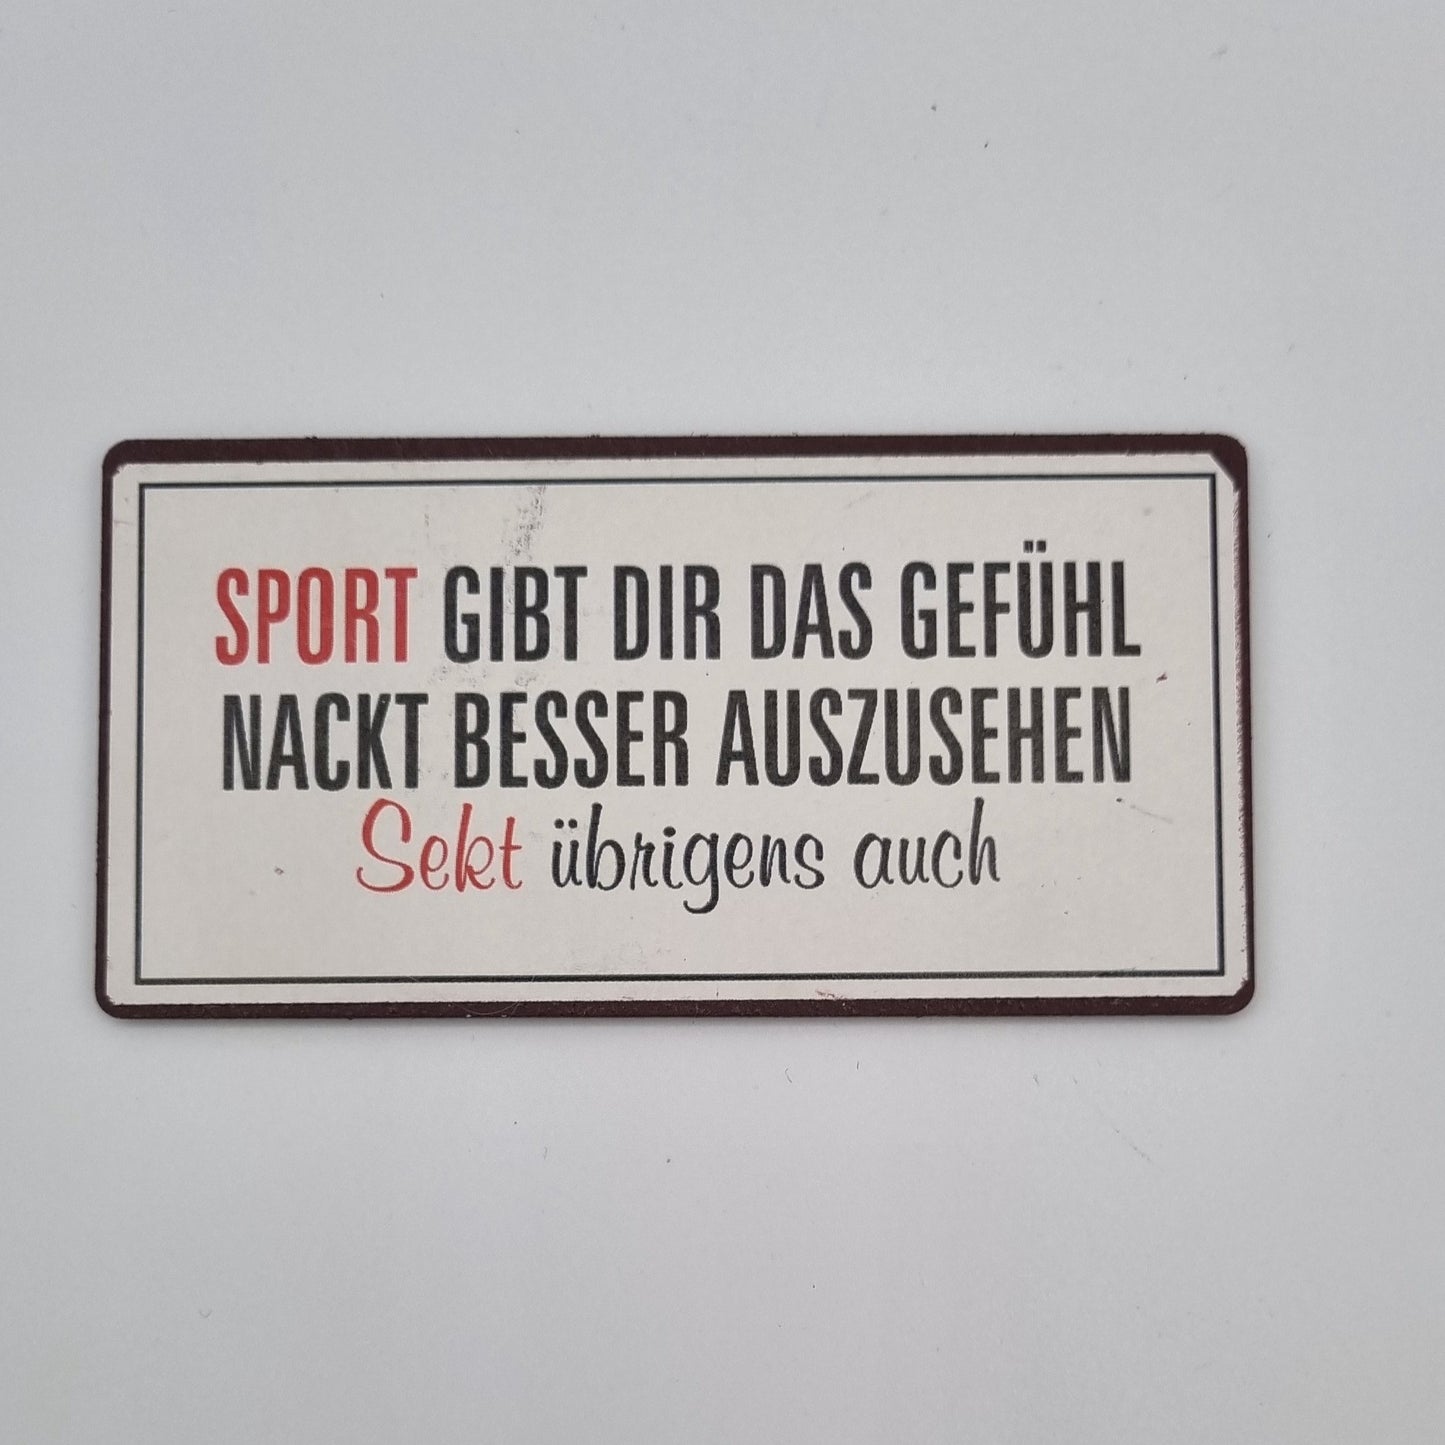 SPORT GIBT DIR DAS GEFÜHL
NACKT BESSER AUSZUSEHEN
Sekt übrigens auch